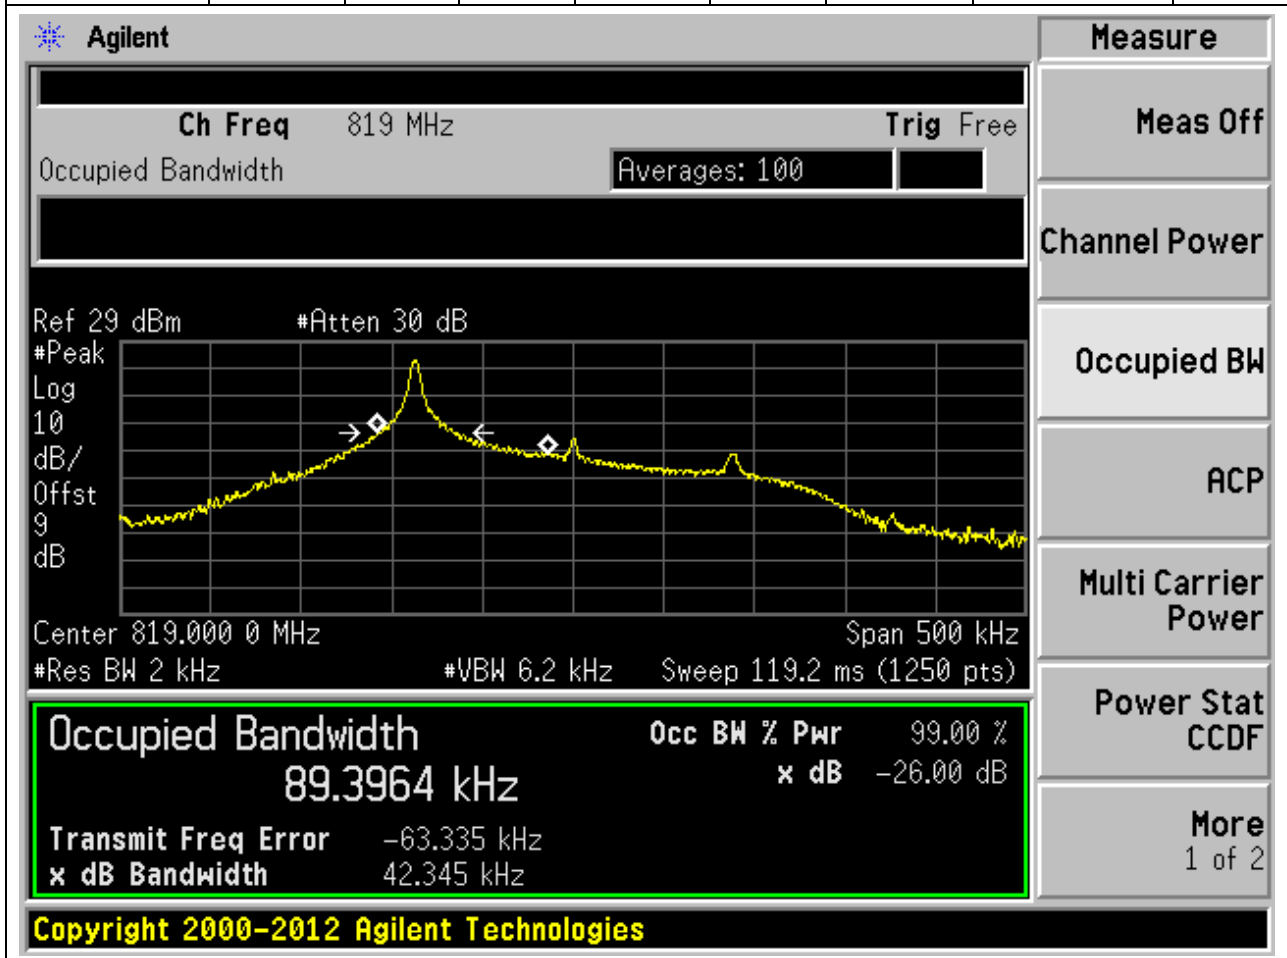 Agilent
Measure
Ch Freq 819 MHz Trig Free
Occupied Bandwidth Averages: 100
Ref 29 dBm #Atten 30 dB
#Peak
Log
10
dB/
Offst
9
dB
Center 819.000 0 MHz Span 500 kHz
#Res BW 2 kHz #VBW 6.2 kHz Sweep 119.2 ms (1250 pts)
Occupied Bandwidth
89.3964 kHz
Occ BW % Pwr 99.00 %
x dB -26.00 dB
Transmit Freq Error -63.335 kHz
x dB Bandwidth 42.345 kHz
Meas Off
Channel Power
Occupied BW
ACP
Multi Carrier
Power
Power Stat
CCDF
More
1 of 2
Copyright 2000-2012 Agilent Technologies